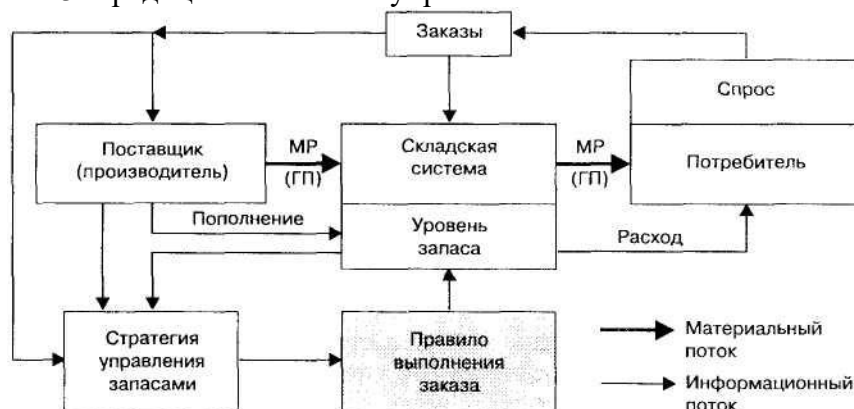 Заказы
Спрос
Поставщик
(производитель)
МР
(ГП)
Складская
система
МР
(ГП)
Потребитель
Пополнение
Уровень
запаса
Расход
Стратегия
управления
запасами
Правило
выполнения
заказа
Материальный
поток
Информационный
поток